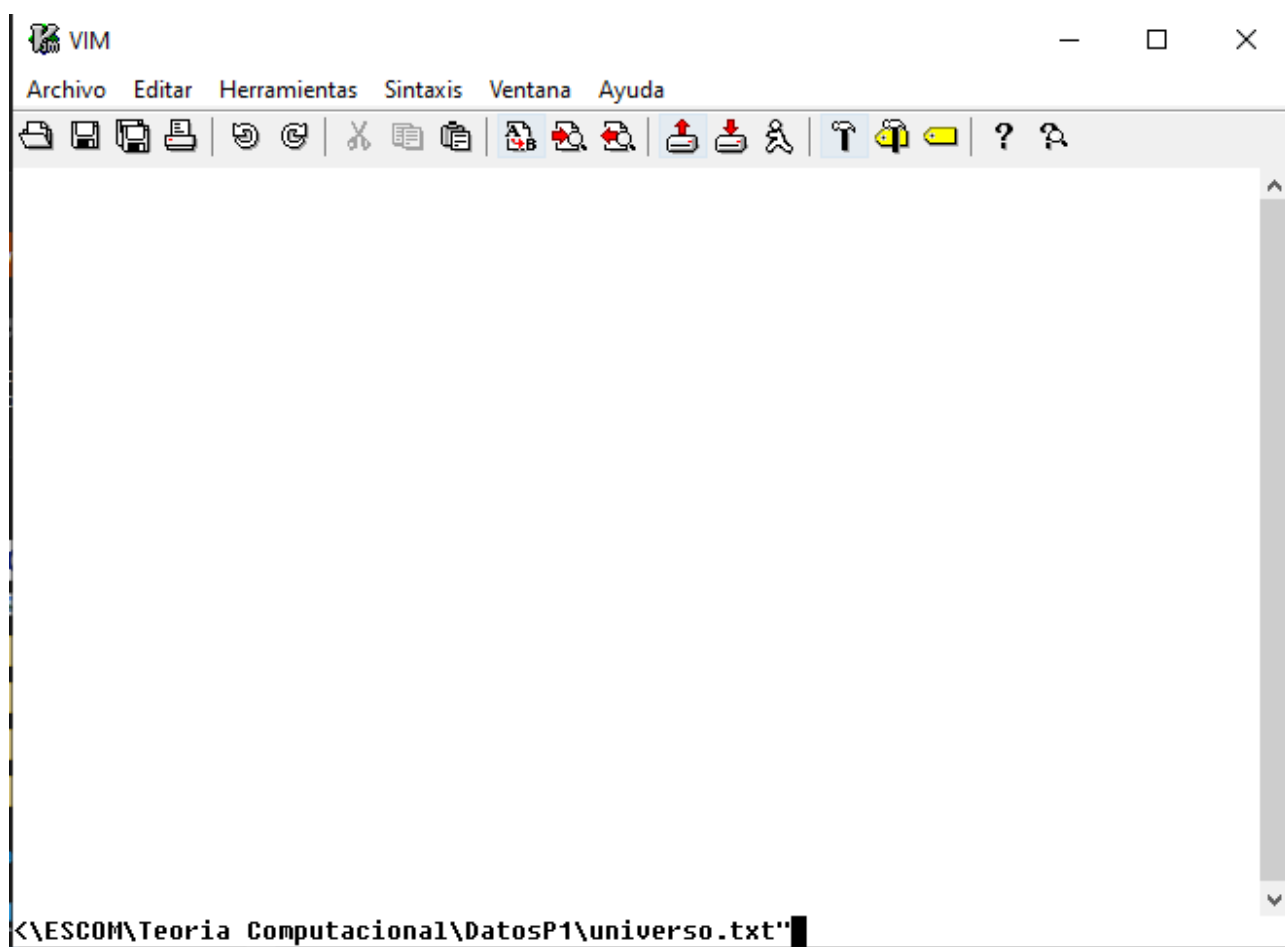 VIM
Archivo Editar Herramientas Sintaxis Ventana Ayuda
<\ESCOM\Teoria Computacional\DatosP1\universo.txt"